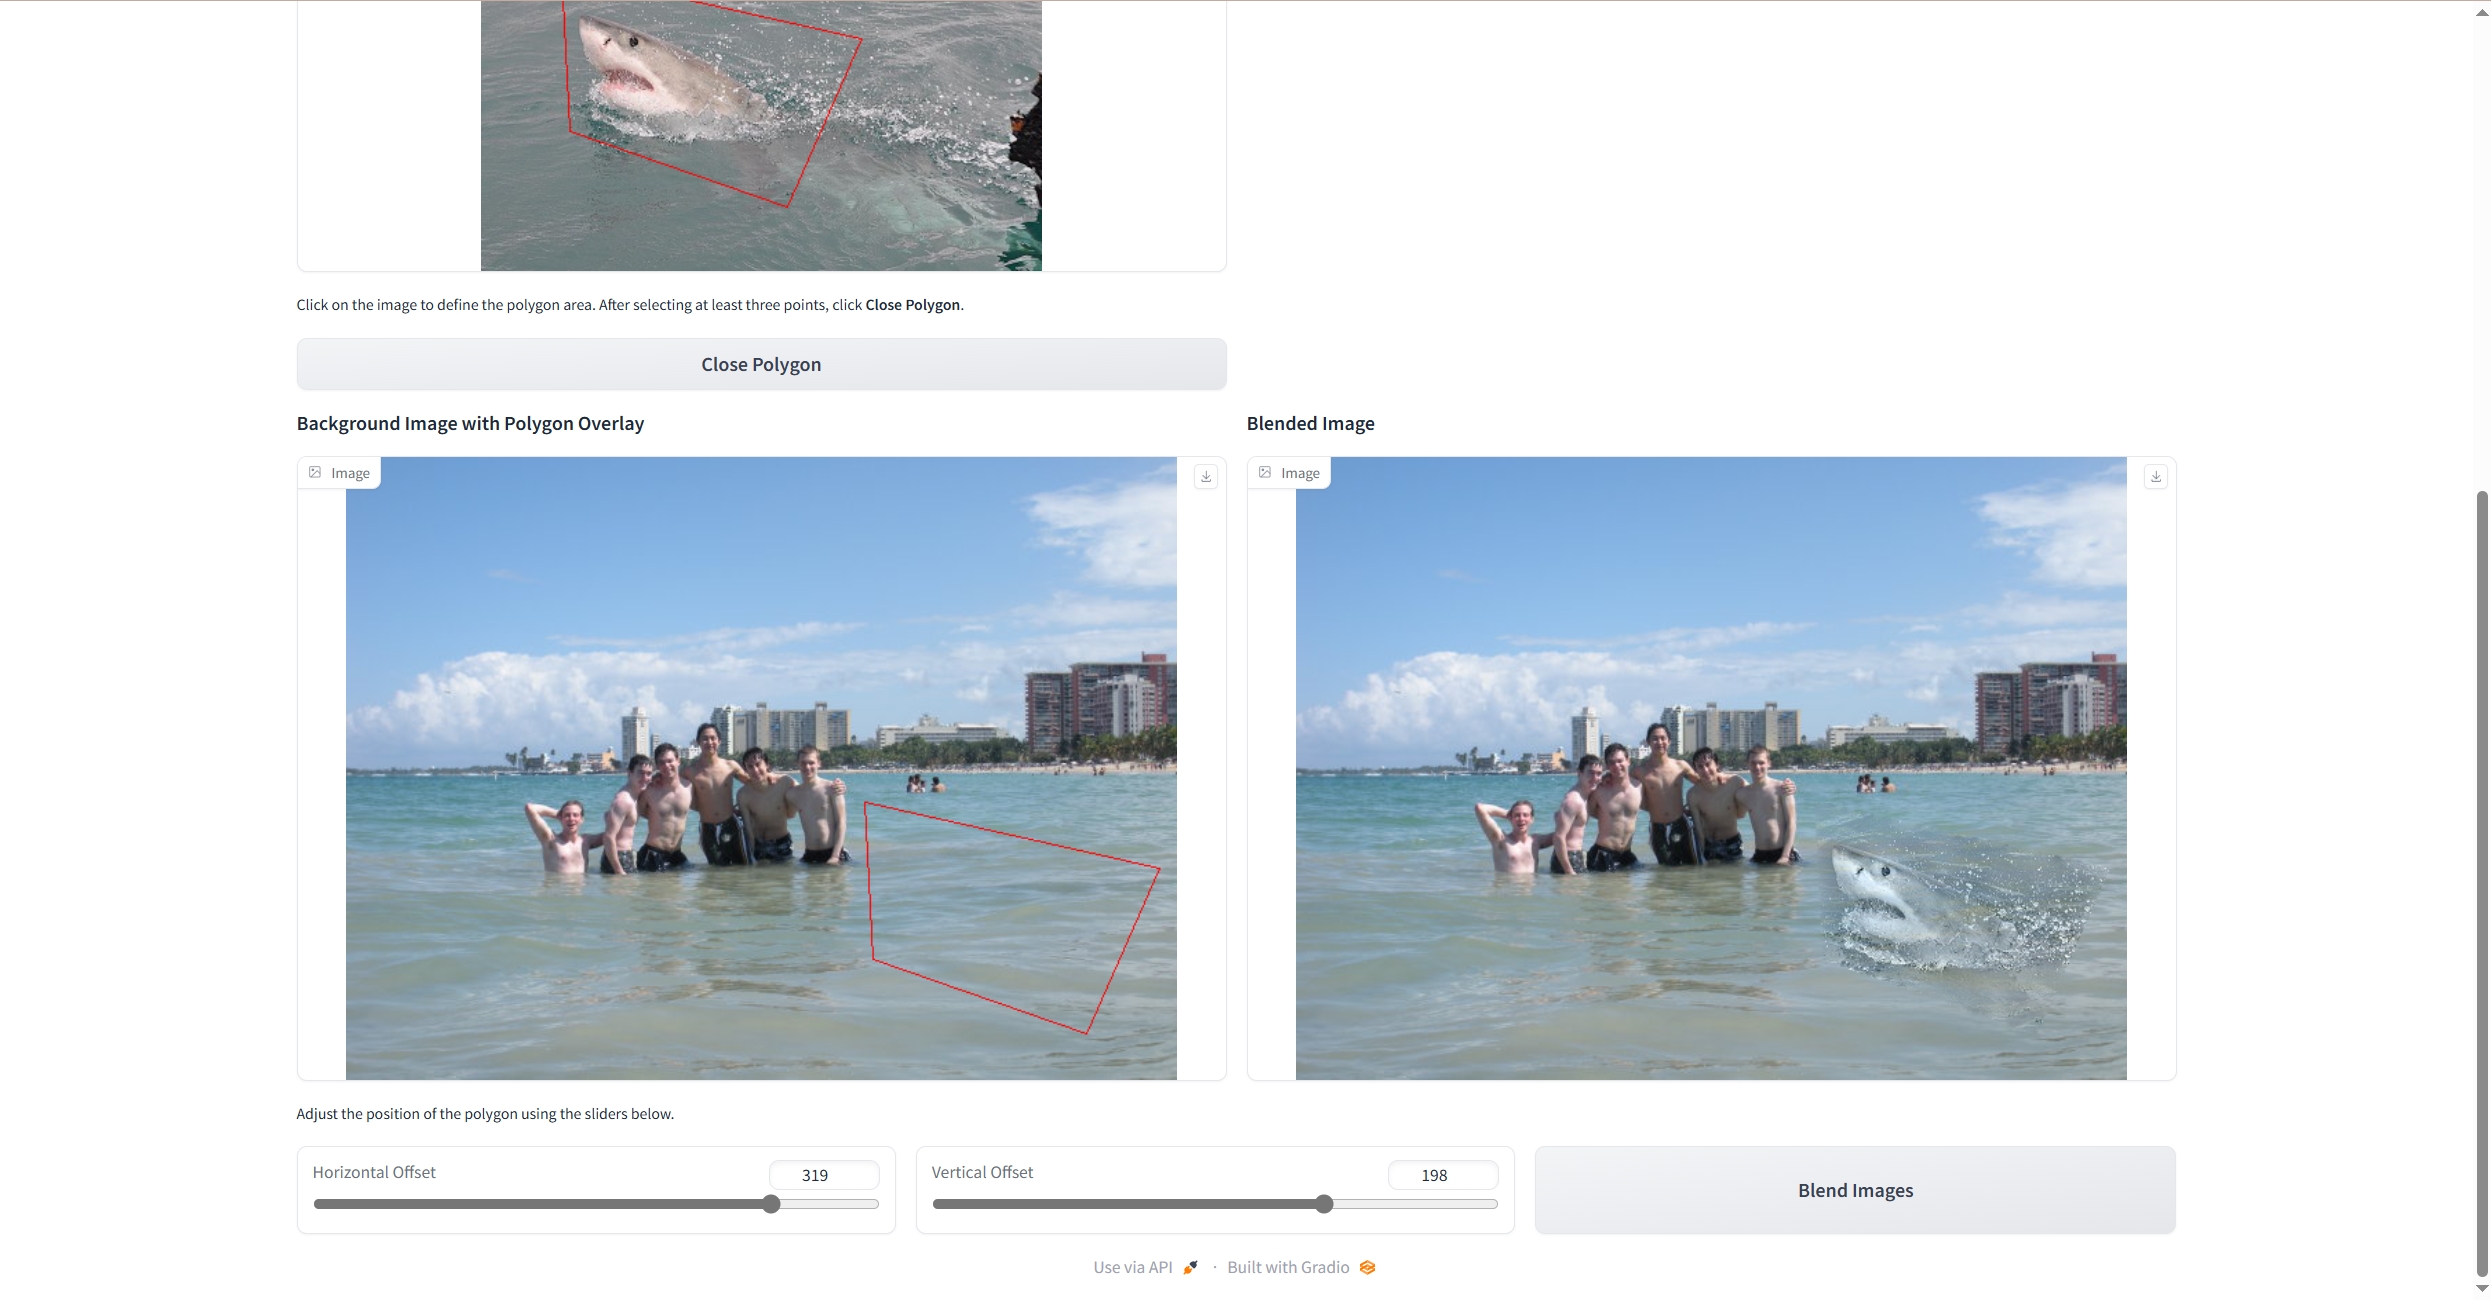 Click on the image to define the polygon area. After selecting at least three points, click Close Polygon.
Close Polygon
Background Image with Polygon Overlay
Blended Image
Image
Image
Adjust the position of the polygon using the sliders below.
Horizontal Offset
319
Vertical Offset
198
Blend Images
Use via API · Built with Gradio